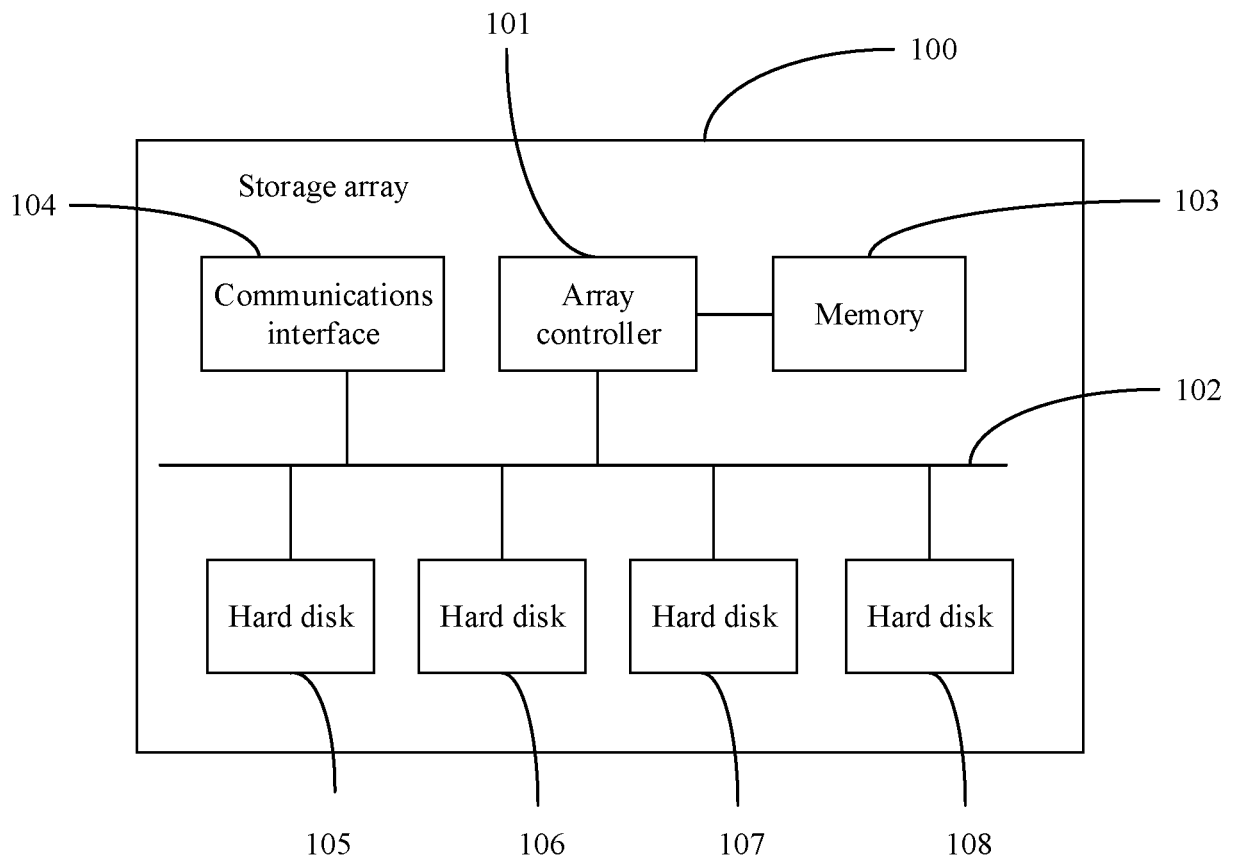 101
100
Storage array
104
103
Communications
interface
Array
controller
Memory
102
Hard disk
Hard disk
Hard disk
Hard disk
105
106
107
108